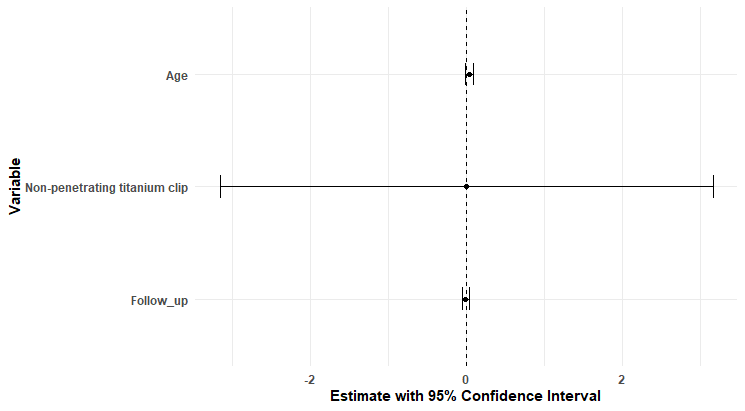 Variable
Age
Non-penetrating titanium clip
Follow_up
-2
0
2
Estimate with 95% Confidence Interval